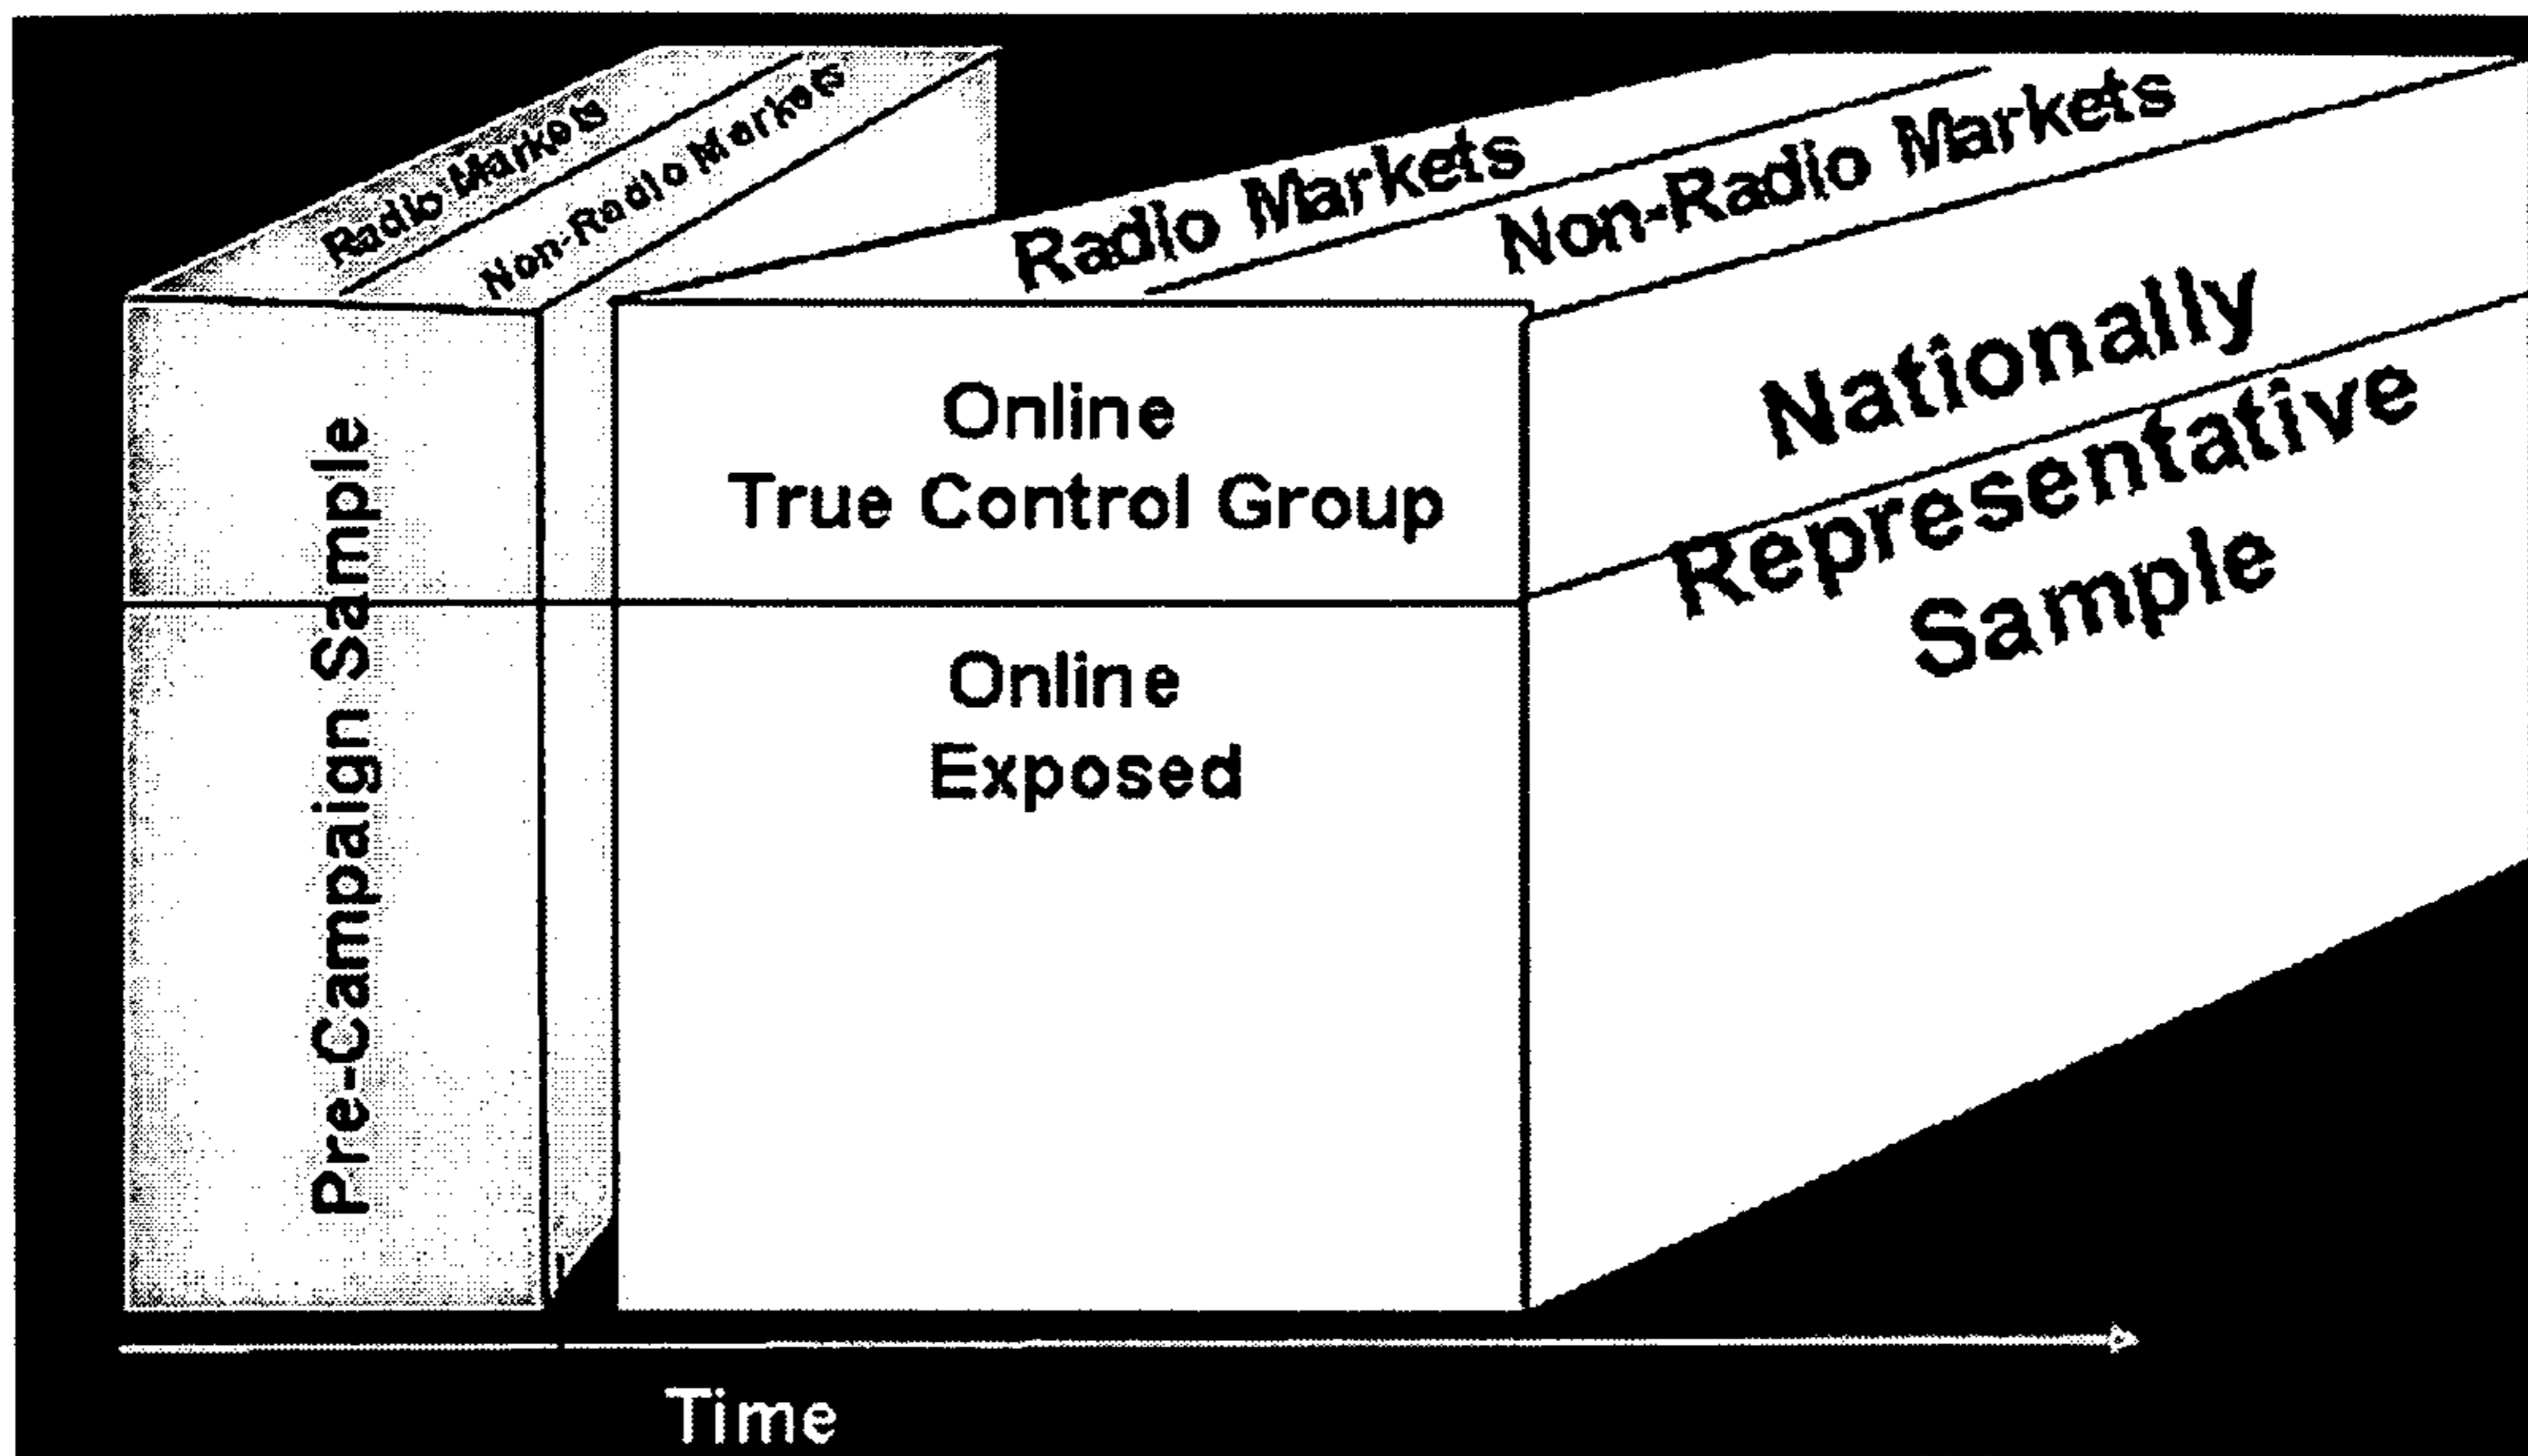 Radio Markets
Non-Radio Markets
Radio Markets
Non-Radio Markets
Pre-Campaign Sample
Online
True Control Group
Online
Exposed
Nationally
Representative
Sample
Time